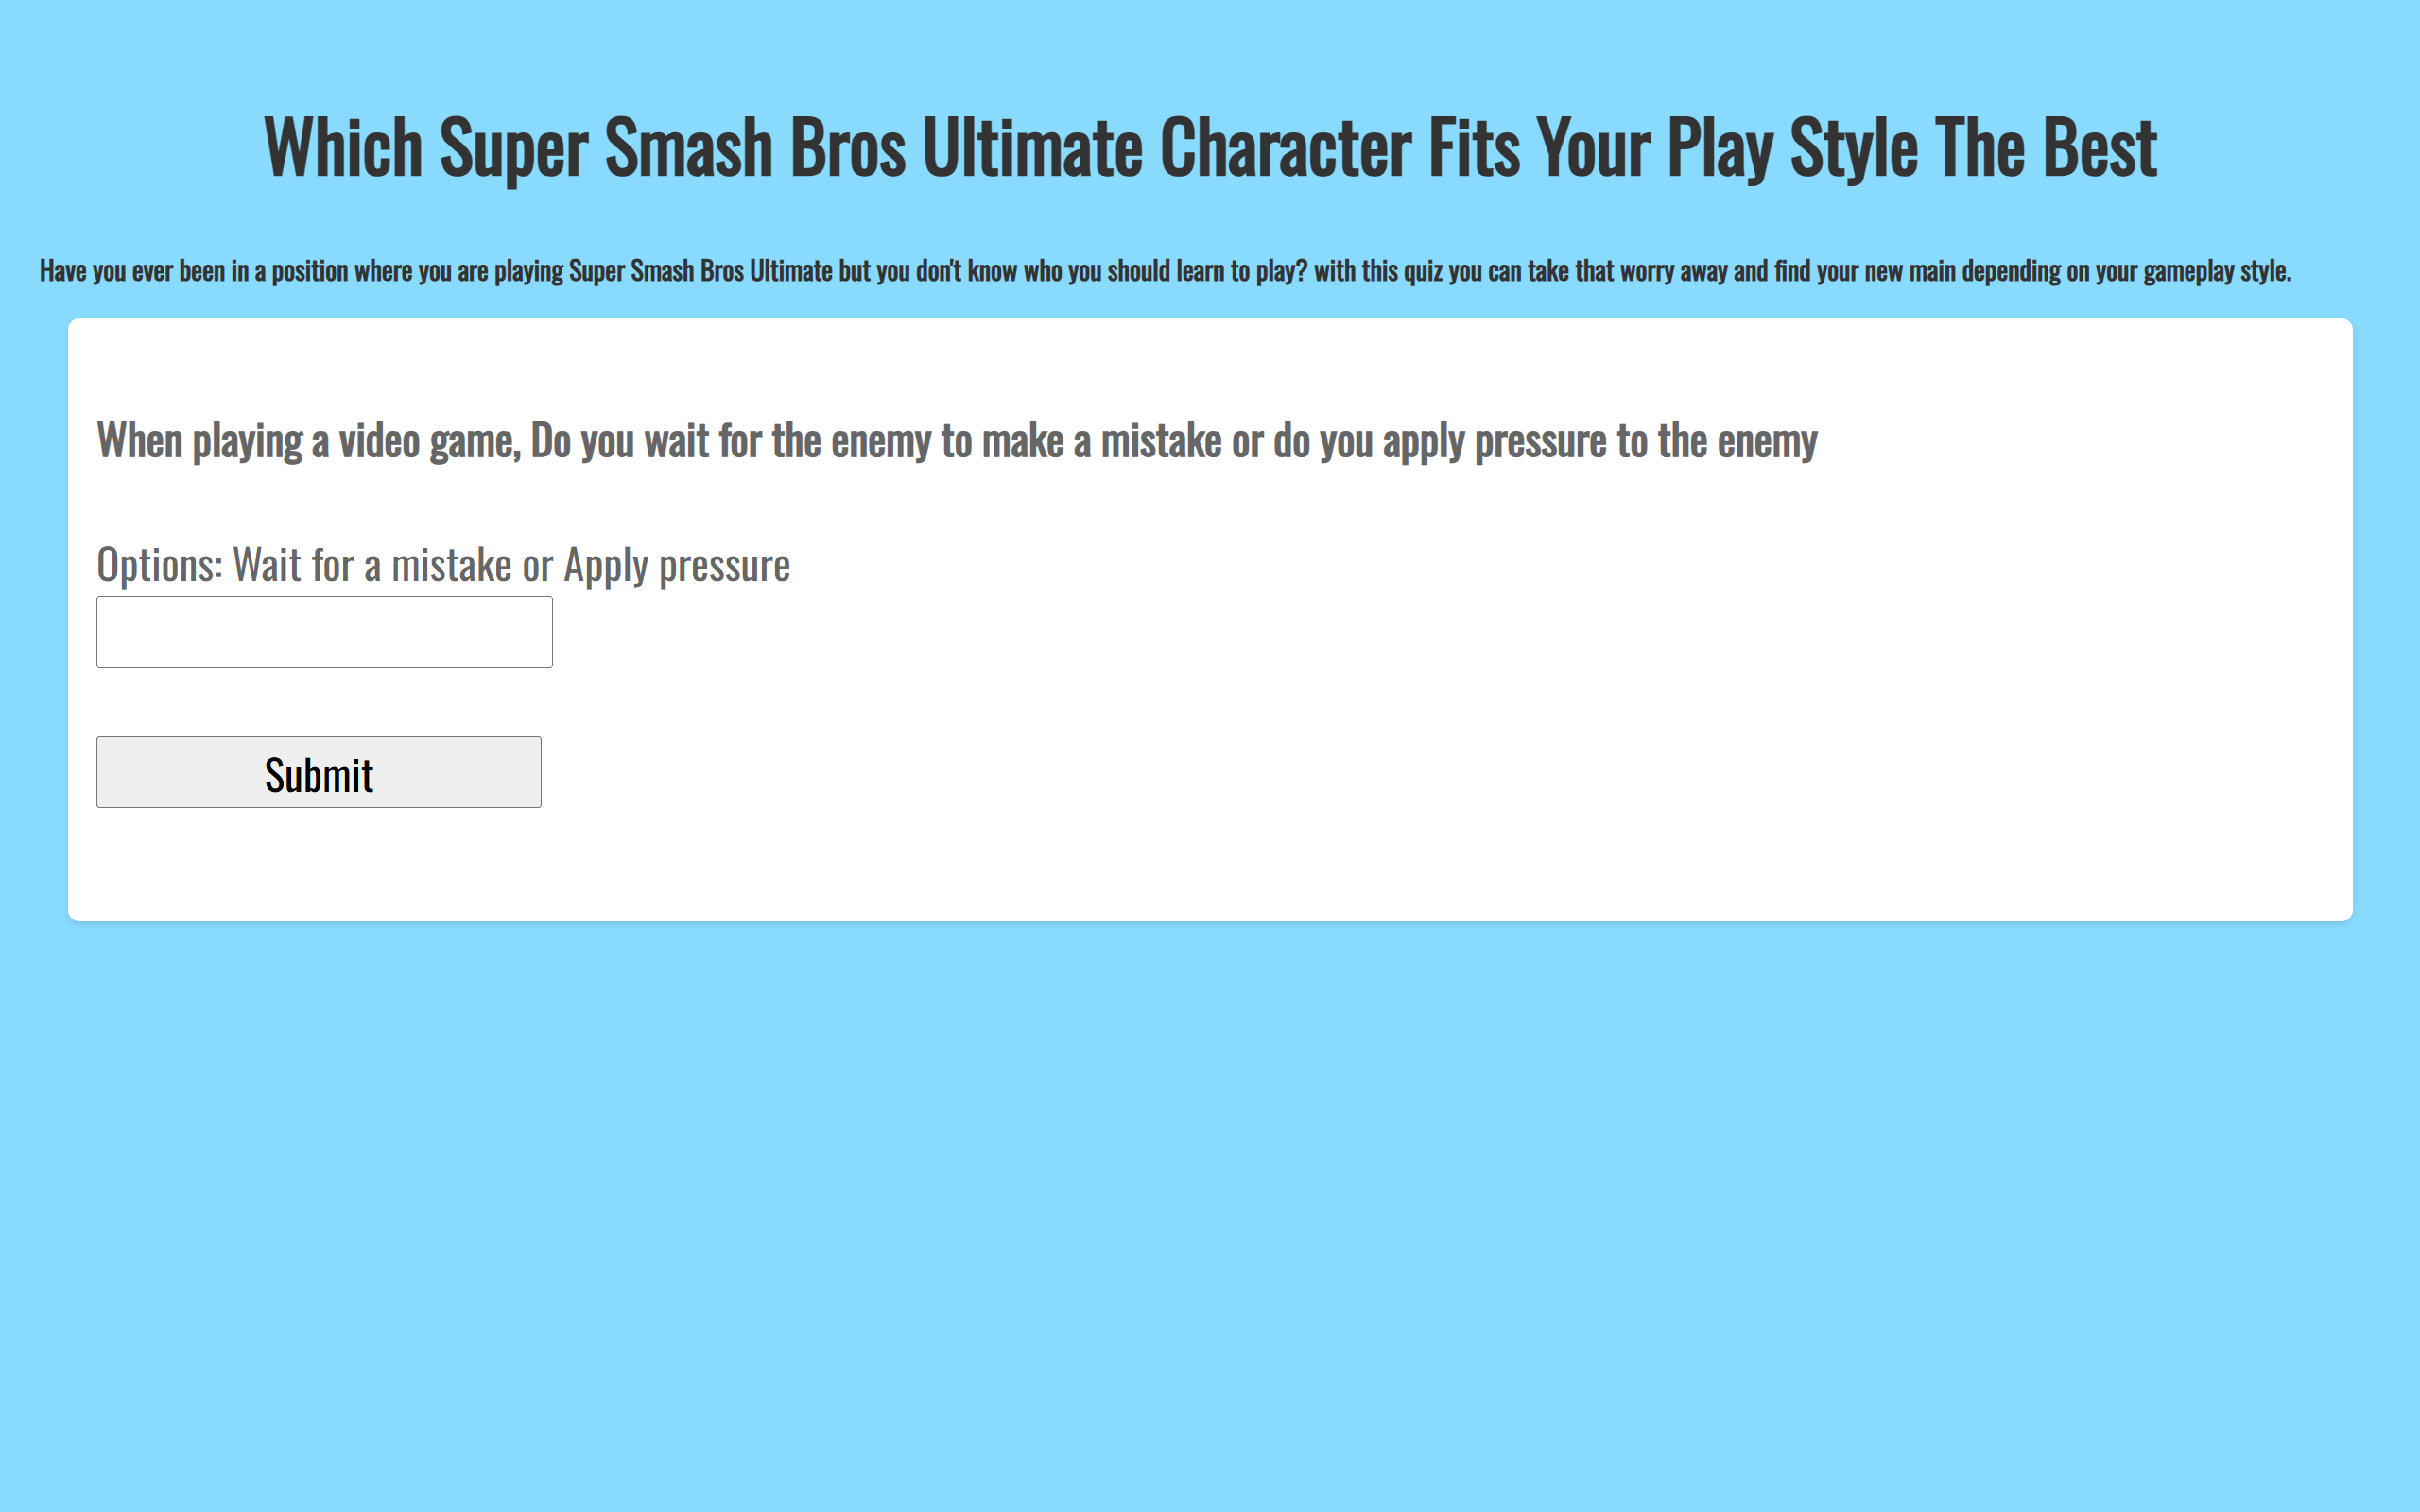 Which Super Smash Bros Ultimate Character Fits Your Play Style The Best
Have you ever been in a position where you are playing Super Smash Bros Ultimate but you don't know who you should learn to play? with this quiz you can take that worry away and find your new main depending on your gameplay style.
When playing a video game, Do you wait for the enemy to make a mistake or do you apply pressure to the enemy
Options: Wait for a mistake or Apply pressure
Submit